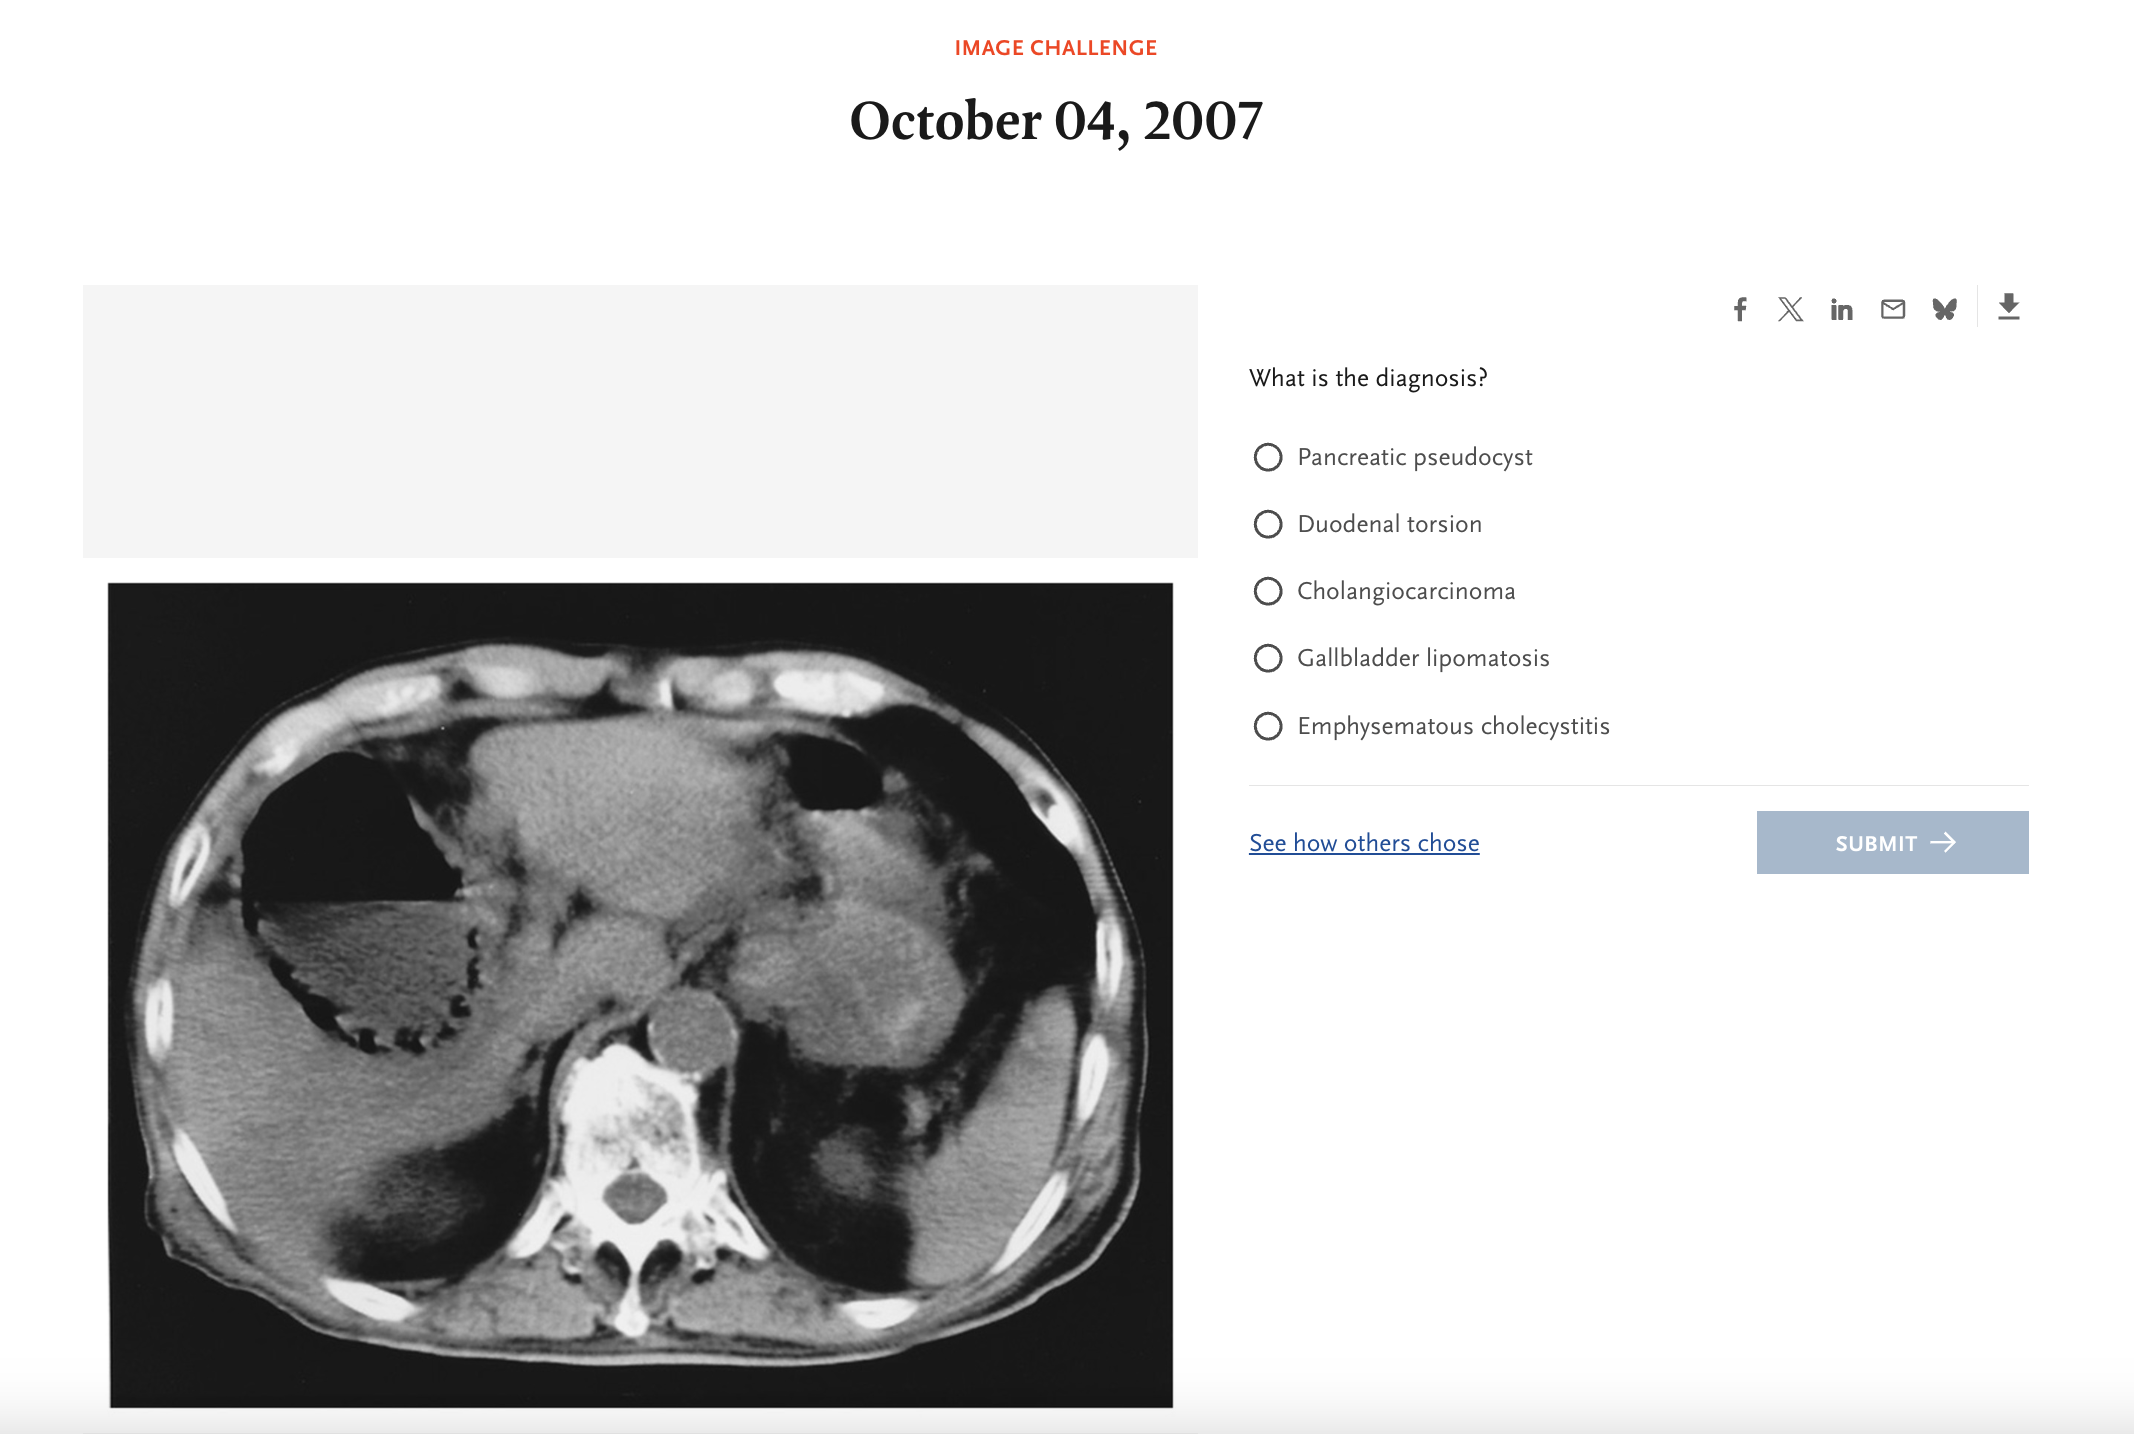 IMAGE CHALLENGE
October 04, 2007
What is the diagnosis?
Pancreatic pseudocyst
Duodenal torsion
Cholangiocarcinoma
Gallbladder lipomatosis
Emphysematous cholecystitis
See how others chose
SUBMIT